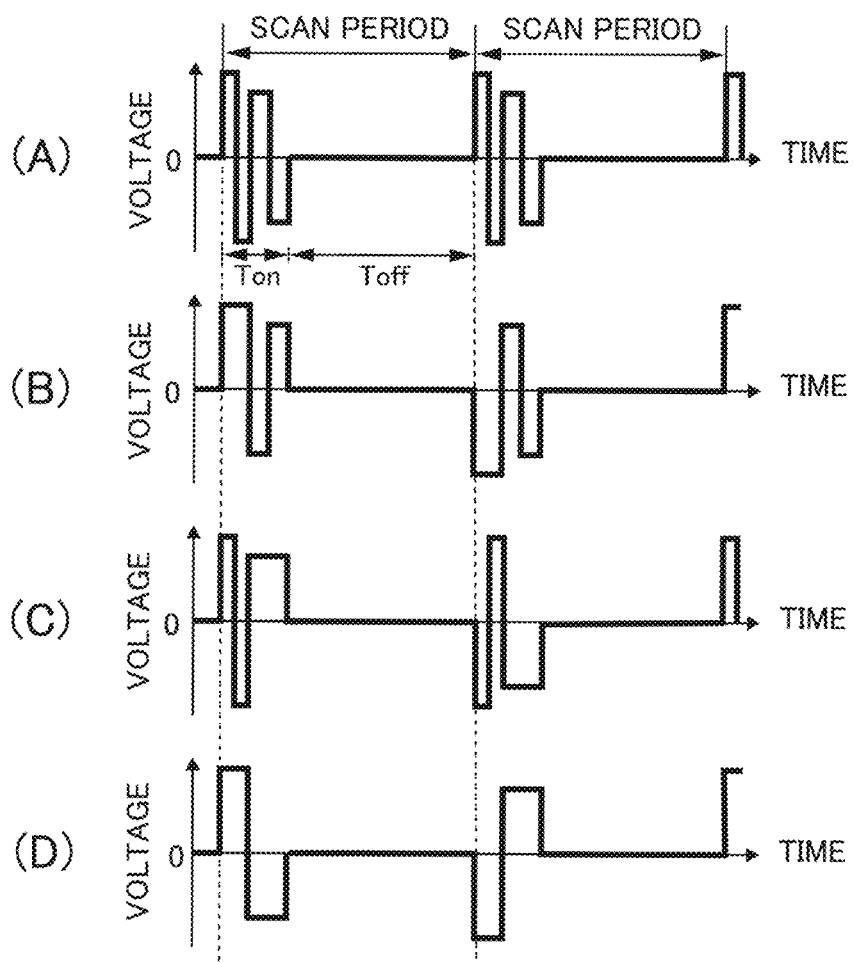 SCAN PERIOD SCAN PERIOD
(A)
VOLTAGE
0
TIME
Ton Toff
(B)
VOLTAGE
0
TIME
(C)
VOLTAGE
0
TIME
(D)
VOLTAGE
0
TIME